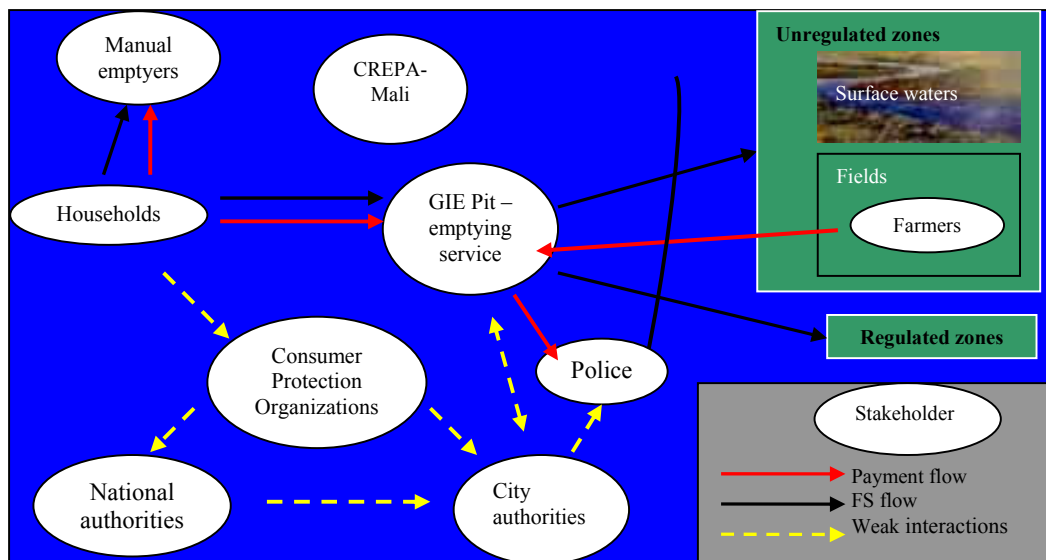 Manual
emptyers
CREPA-
Mali
Unregulated zones
Surface waters
Households
GIE Pit –
emptying
service
Fields
Farmers
Consumer
Protection
Organizations
Police
Regulated zones
National
authorities
City
authorities
Stakeholder
Payment flow
FS flow
Weak interactions